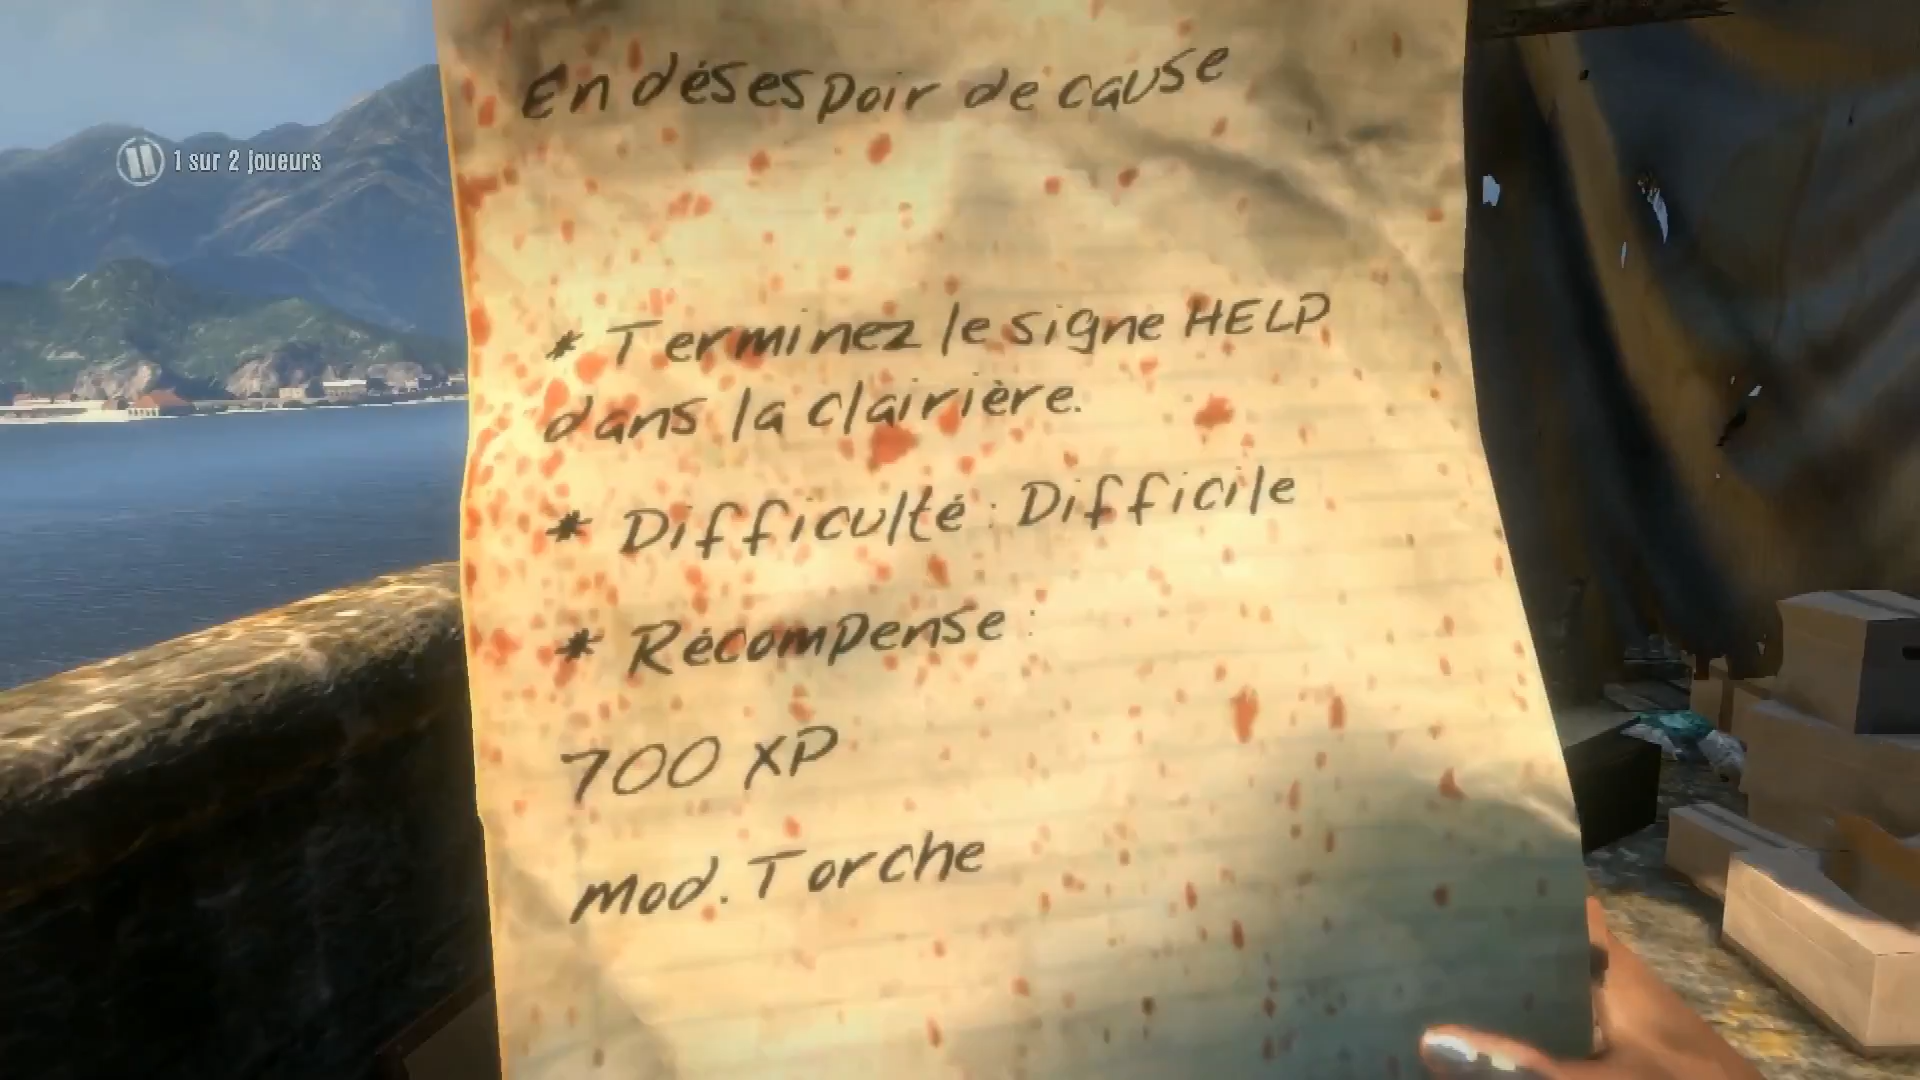 En désespoir de cause
1 sur 2 joueurs
* Terminez le signe HELP
dans la clairière.
* Difficulté : Difficile
* Récompense :
700 XP
Mod. Torche